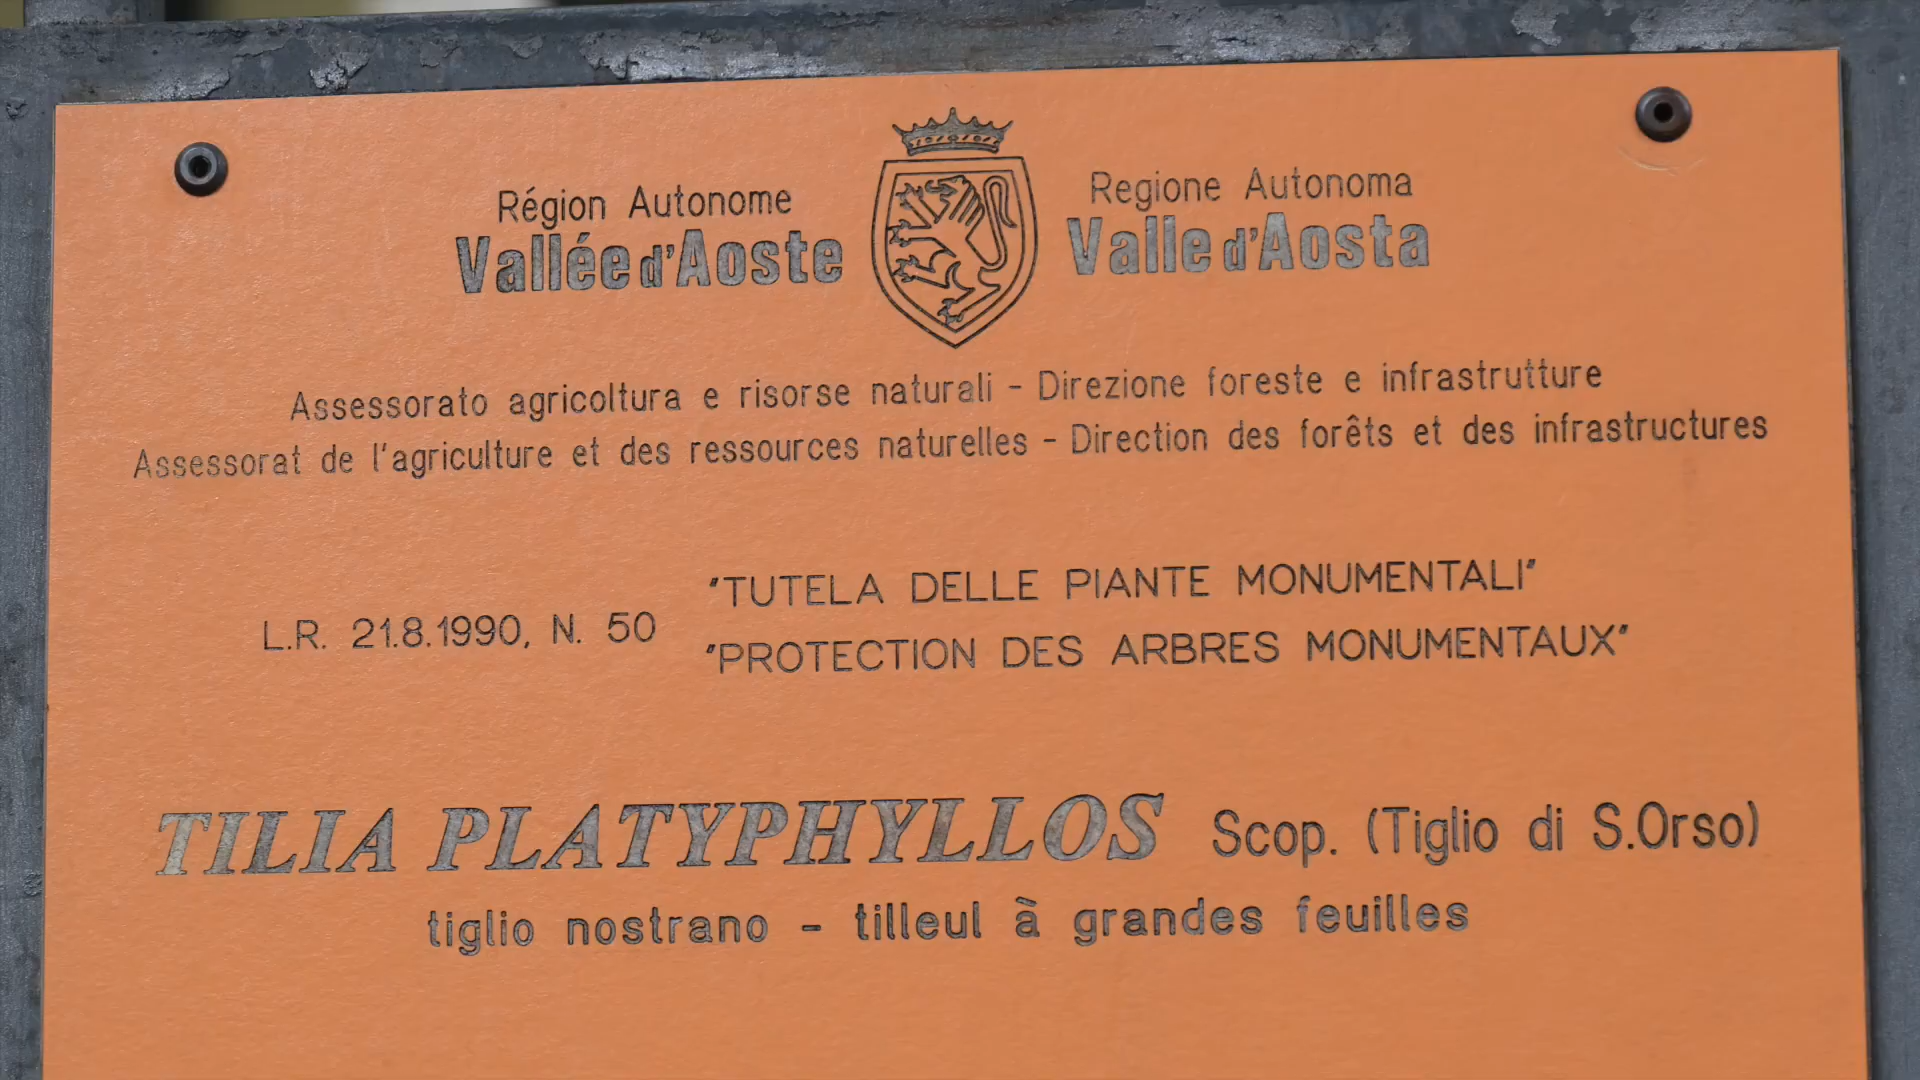 Région Autonome
Vallée d'Aoste
Regione Autonoma
Valle d'Aosta
Assessorato agricoltura e risorse naturali - Direzione foreste e infrastrutture
Assessorat de l'agriculture et des ressources naturelles - Direction des forêts et des infrastructures
L.R. 21.8.1990, N. 50
"TUTELA DELLE PIANTE MONUMENTALI"
"PROTECTION DES ARBRES MONUMENTAUX"
TILIA PLATYPHYLLOS Scop. (Tiglio di S.Orso)
tiglio nostrano - tilleul à grandes feuilles